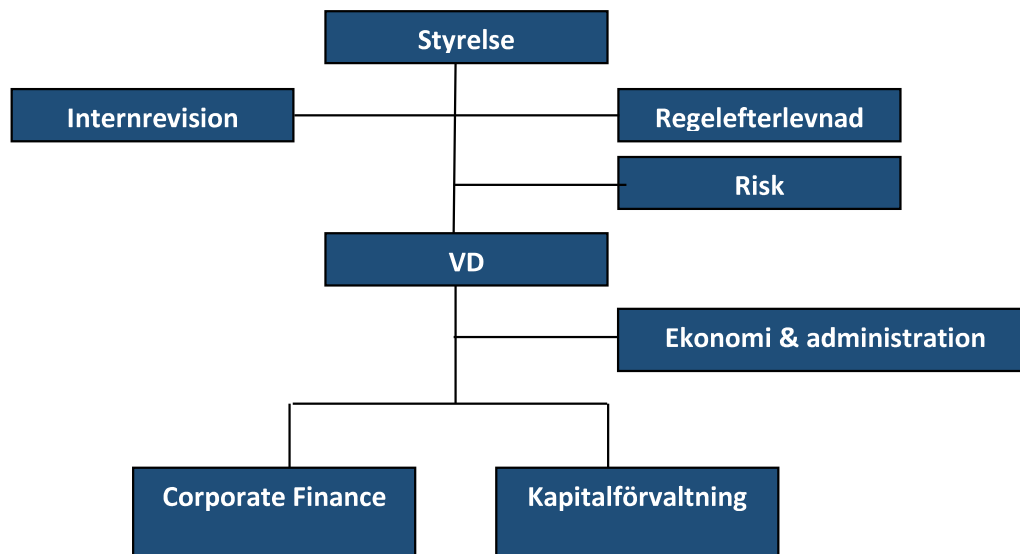 Styrelse
Internrevision
Regelefterlevnad
Risk
VD
Ekonomi & administration
Corporate Finance
Kapitalförvaltning